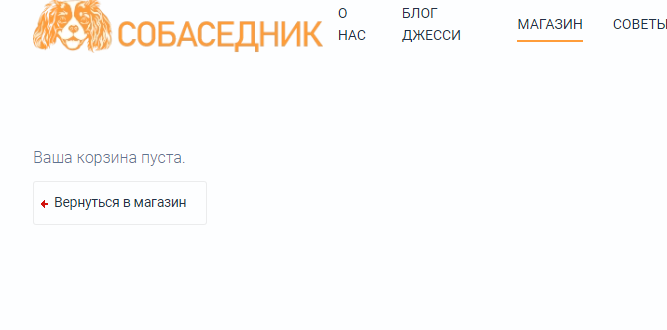 СОБАСЕДНИК
О
НАС
БЛОГ
ДЖЕССИ
МАГАЗИН
СОВЕТЫ
Ваша корзина пуста.
Вернуться в магазин